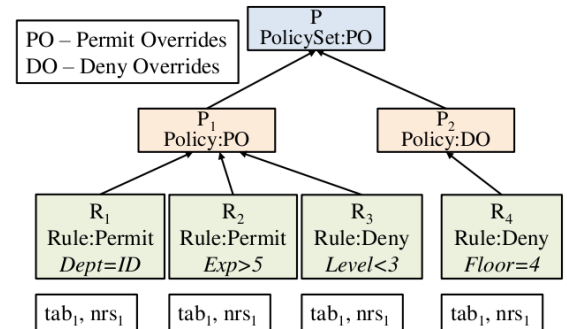 P
PolicySet:PO
PO – Permit Overrides
DO – Deny Overrides
P₁
Policy:PO
P₂
Policy:DO
R₁
Rule:Permit
Dept=ID
R₂
Rule:Permit
Exp>5
R₃
Rule:Deny
Level<3
R₄
Rule:Deny
Floor=4
tab₁, nrs₁
tab₁, nrs₁
tab₁, nrs₁
tab₁, nrs₁